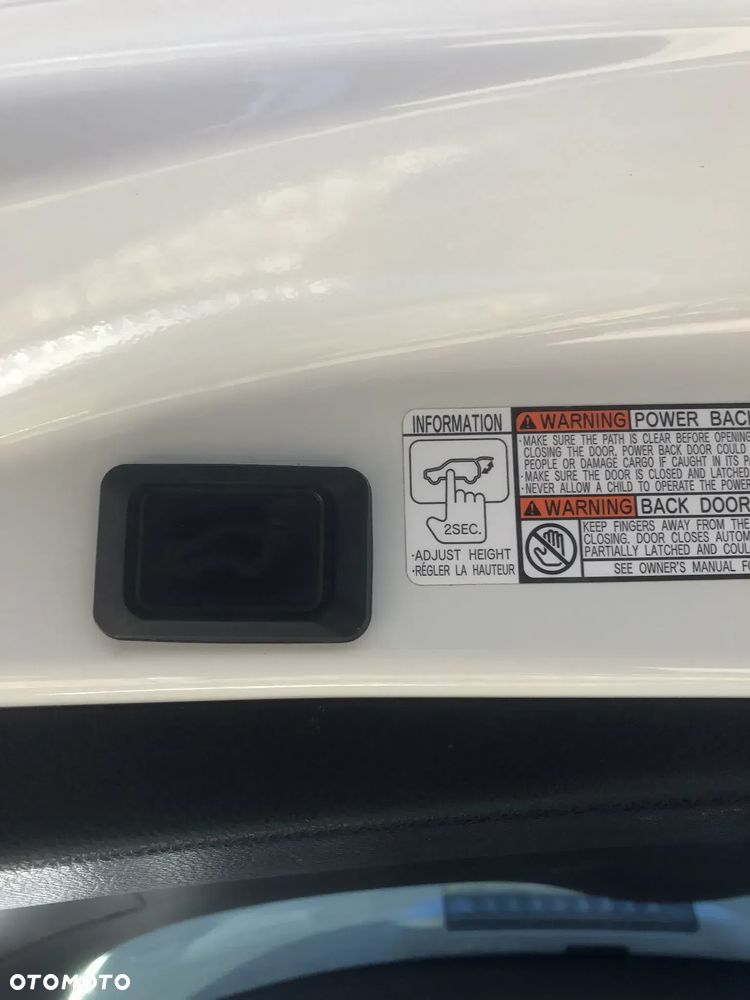 INFORMATION
2SEC.
·ADJUST HEIGHT
·RÉGLER LA HAUTEUR
WARNING POWER BAC
·MAKE SURE THE PATH IS CLEAR BEFORE OPENING
CLOSING THE DOOR. POWER BACK DOOR COULD
PEOPLE OR DAMAGE CARGO IF CAUGHT IN ITS P
·MAKE SURE THE DOOR IS CLOSED AND LATCHED
·NEVER ALLOW A CHILD TO OPERATE THE POWER
WARNING BACK DOOR
KEEP FINGERS AWAY FROM THE
CLOSING. DOOR CLOSES AUTOM
PARTIALLY LATCHED AND COUL
SEE OWNER'S MANUAL FO
OTOMOTO